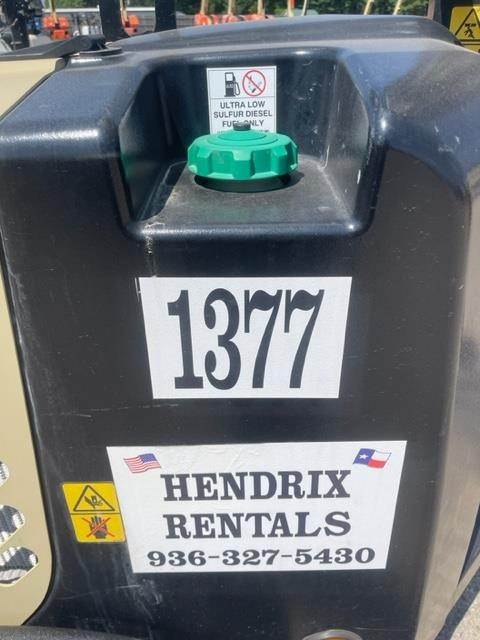 ULTRA LOW
SULFUR DIESEL
FUEL ONLY
1377
HENDRIX
RENTALS
936-327-5430